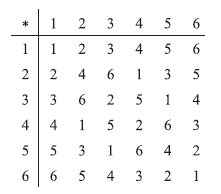 * 1 2 3 4 5 6
1 1 2 3 4 5 6
2 2 4 6 1 3 5
3 3 6 2 5 1 4
4 4 1 5 2 6 3
5 5 3 1 6 4 2
6 6 5 4 3 2 1